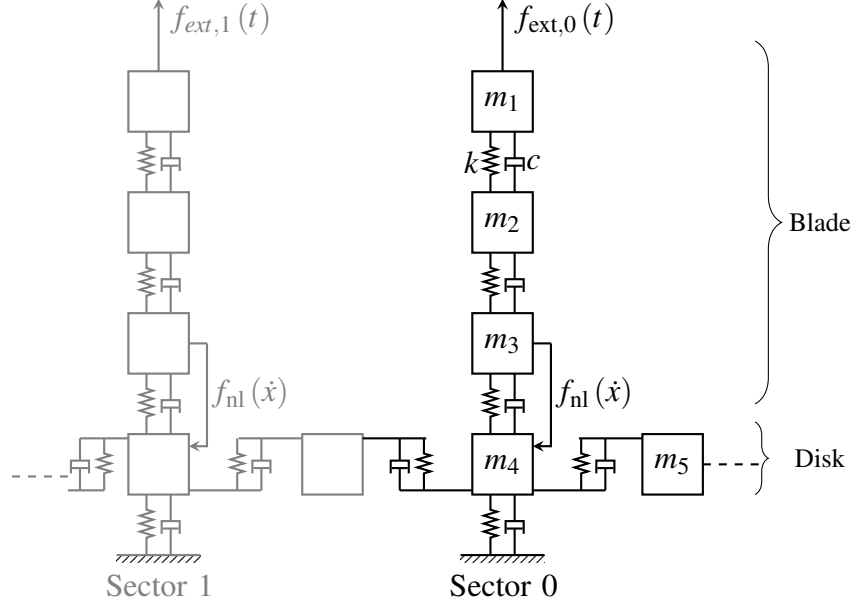 f_{ext,1}(t)
f_{ext,0}(t)
m_1
k
c
m_2
Blade
m_3
f_{nl}(ẋ)
f_{nl}(ẋ)
m_4
m_5
Disk
Sector 1
Sector 0